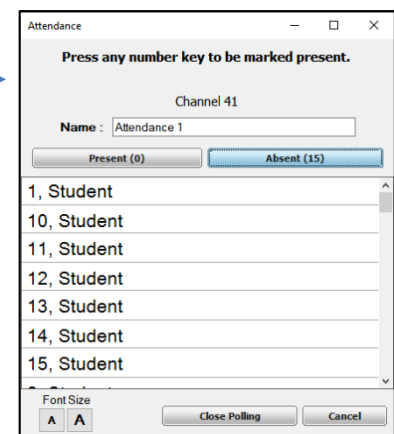 Attendance
Press any number key to be marked present.
Channel 41
Name : Attendance 1
Present (0) Absent (15)
1, Student
10, Student
11, Student
12, Student
13, Student
14, Student
15, Student
Font Size
A A Close Polling Cancel